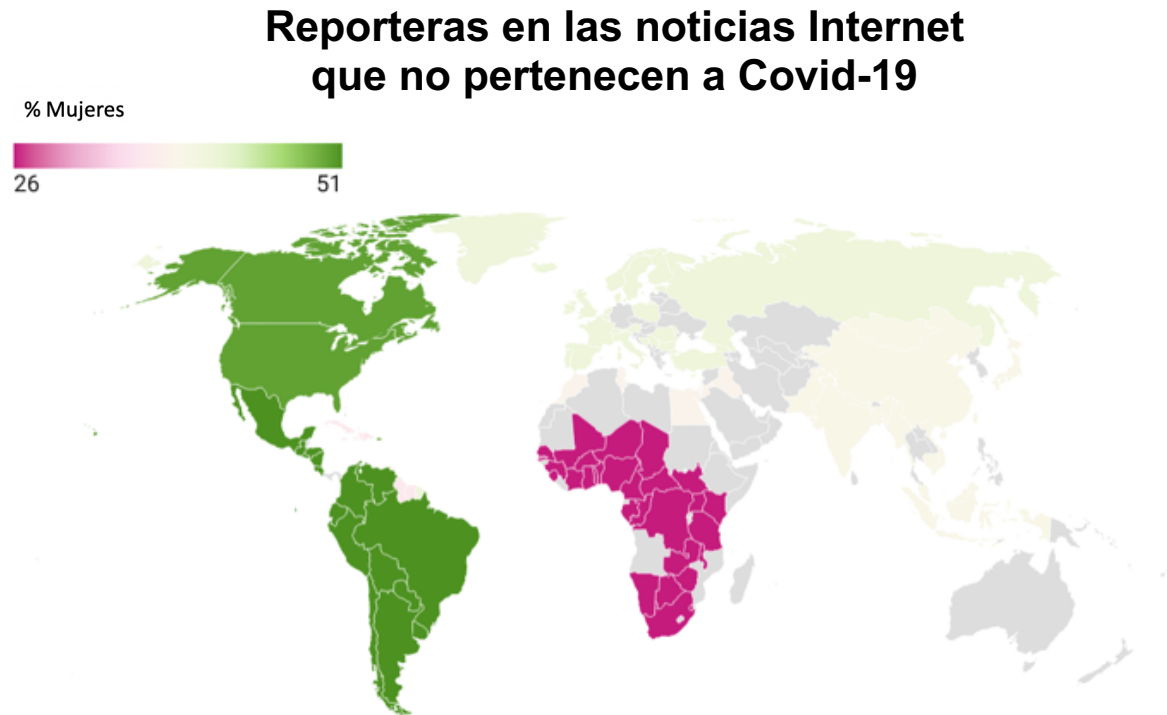 Reporteras en las noticias Internet
que no pertenecen a Covid-19
% Mujeres
26
51